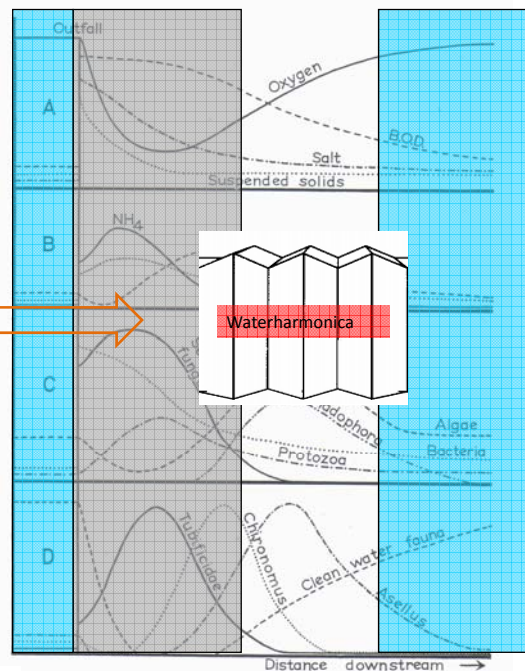 Outfall
A
Oxygen
BOD
Salt
Suspended solids
B
NH4
Waterharmonica
C
Algae
Bacteria
Protozoa
D
Tubificidae
Chironomus
Clean water fauna
Asellus
Distance downstream →